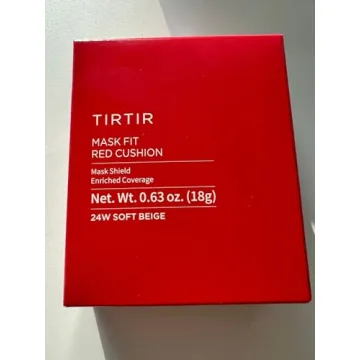 TIRTIR
MASK FIT
RED CUSHION
Mask Shield
Enriched Coverage
Net. Wt. 0.63 oz. (18g)
24W SOFT BEIGE